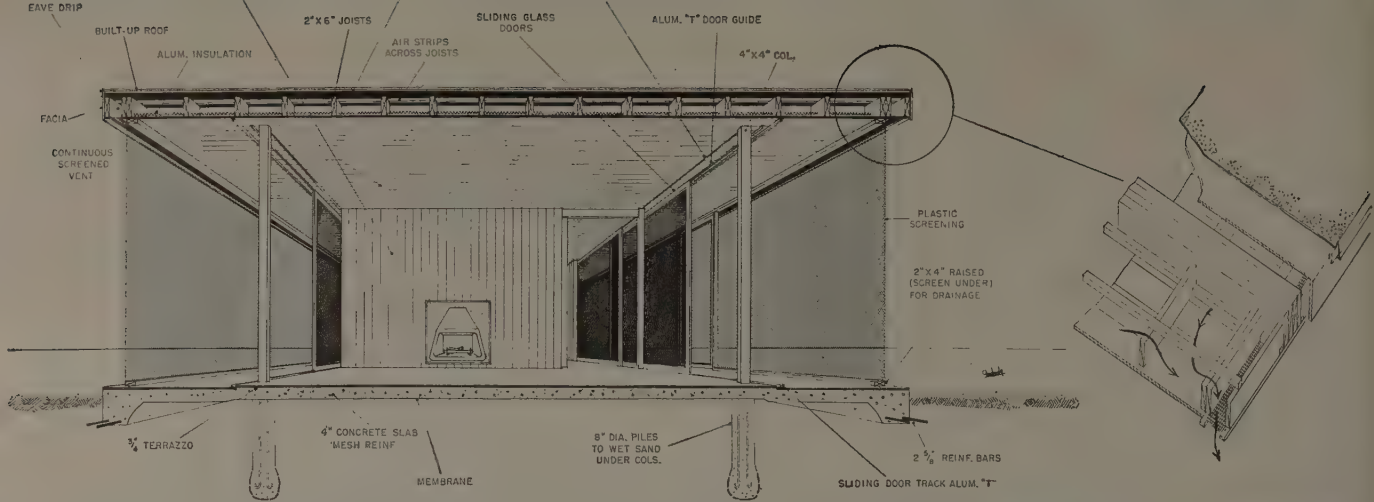 EAVE DRIP
BUILT-UP ROOF
ALUM. INSULATION
2"X6" JOISTS
AIR STRIPS
ACROSS JOISTS
SLIDING GLASS
DOORS
ALUM. "T" DOOR GUIDE
4"X4" COL.
FACIA
CONTINUOUS
SCREENED
VENT
PLASTIC
SCREENING
2"X4" RAISED
(SCREEN UNDER)
FOR DRAINAGE
3/4" TERRAZZO
4" CONCRETE SLAB
MESH REINF
MEMBRANE
8" DIA. PILES
TO WET SAND
UNDER COLS.
2 5/8" REINF. BARS
SLIDING DOOR TRACK ALUM. "T"